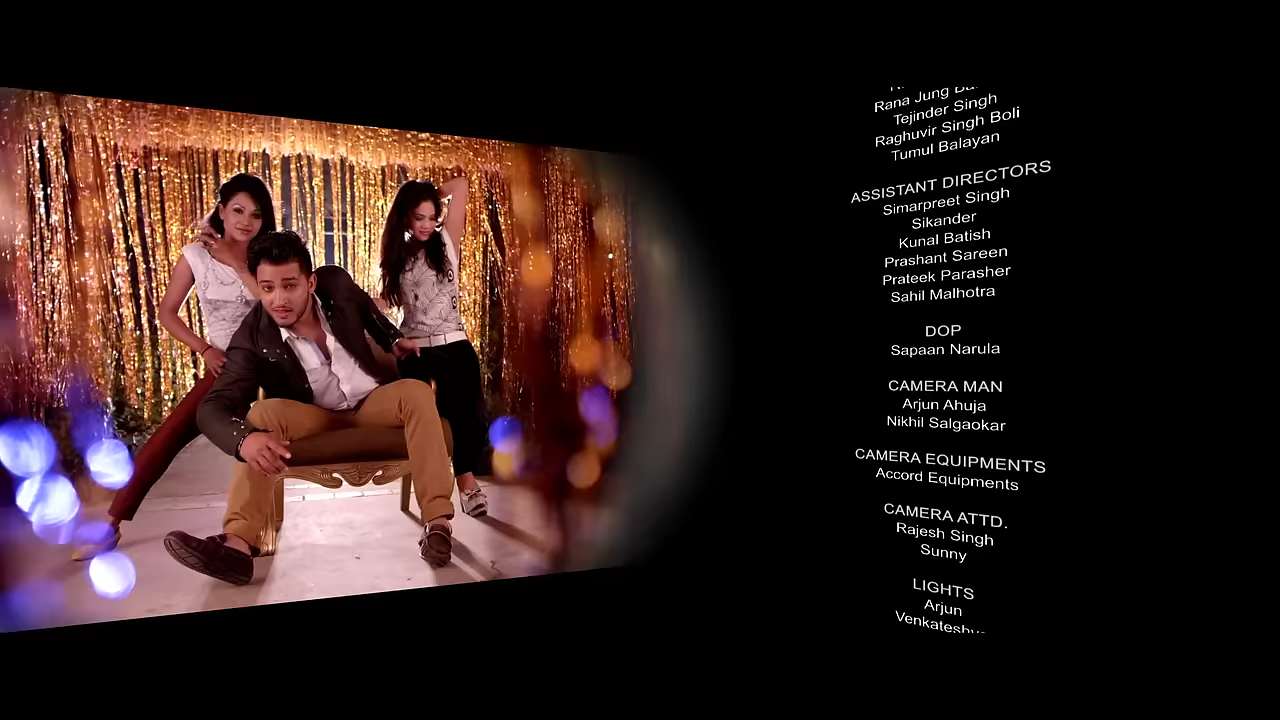 Rana Jung
Tejinder Singh
Raghuvir Singh Boli
Tumul Balayan
ASSISTANT DIRECTORS
Simarpreet Singh
Sikander
Kunal Batish
Prashant Sareen
Prateek Parasher
Sahil Malhotra
DOP
Sapaan Narula
CAMERA MAN
Arjun Ahuja
Nikhil Salgaokar
CAMERA EQUIPMENTS
Accord Equipments
CAMERA ATTD.
Rajesh Singh
Sunny
LIGHTS
Arjun